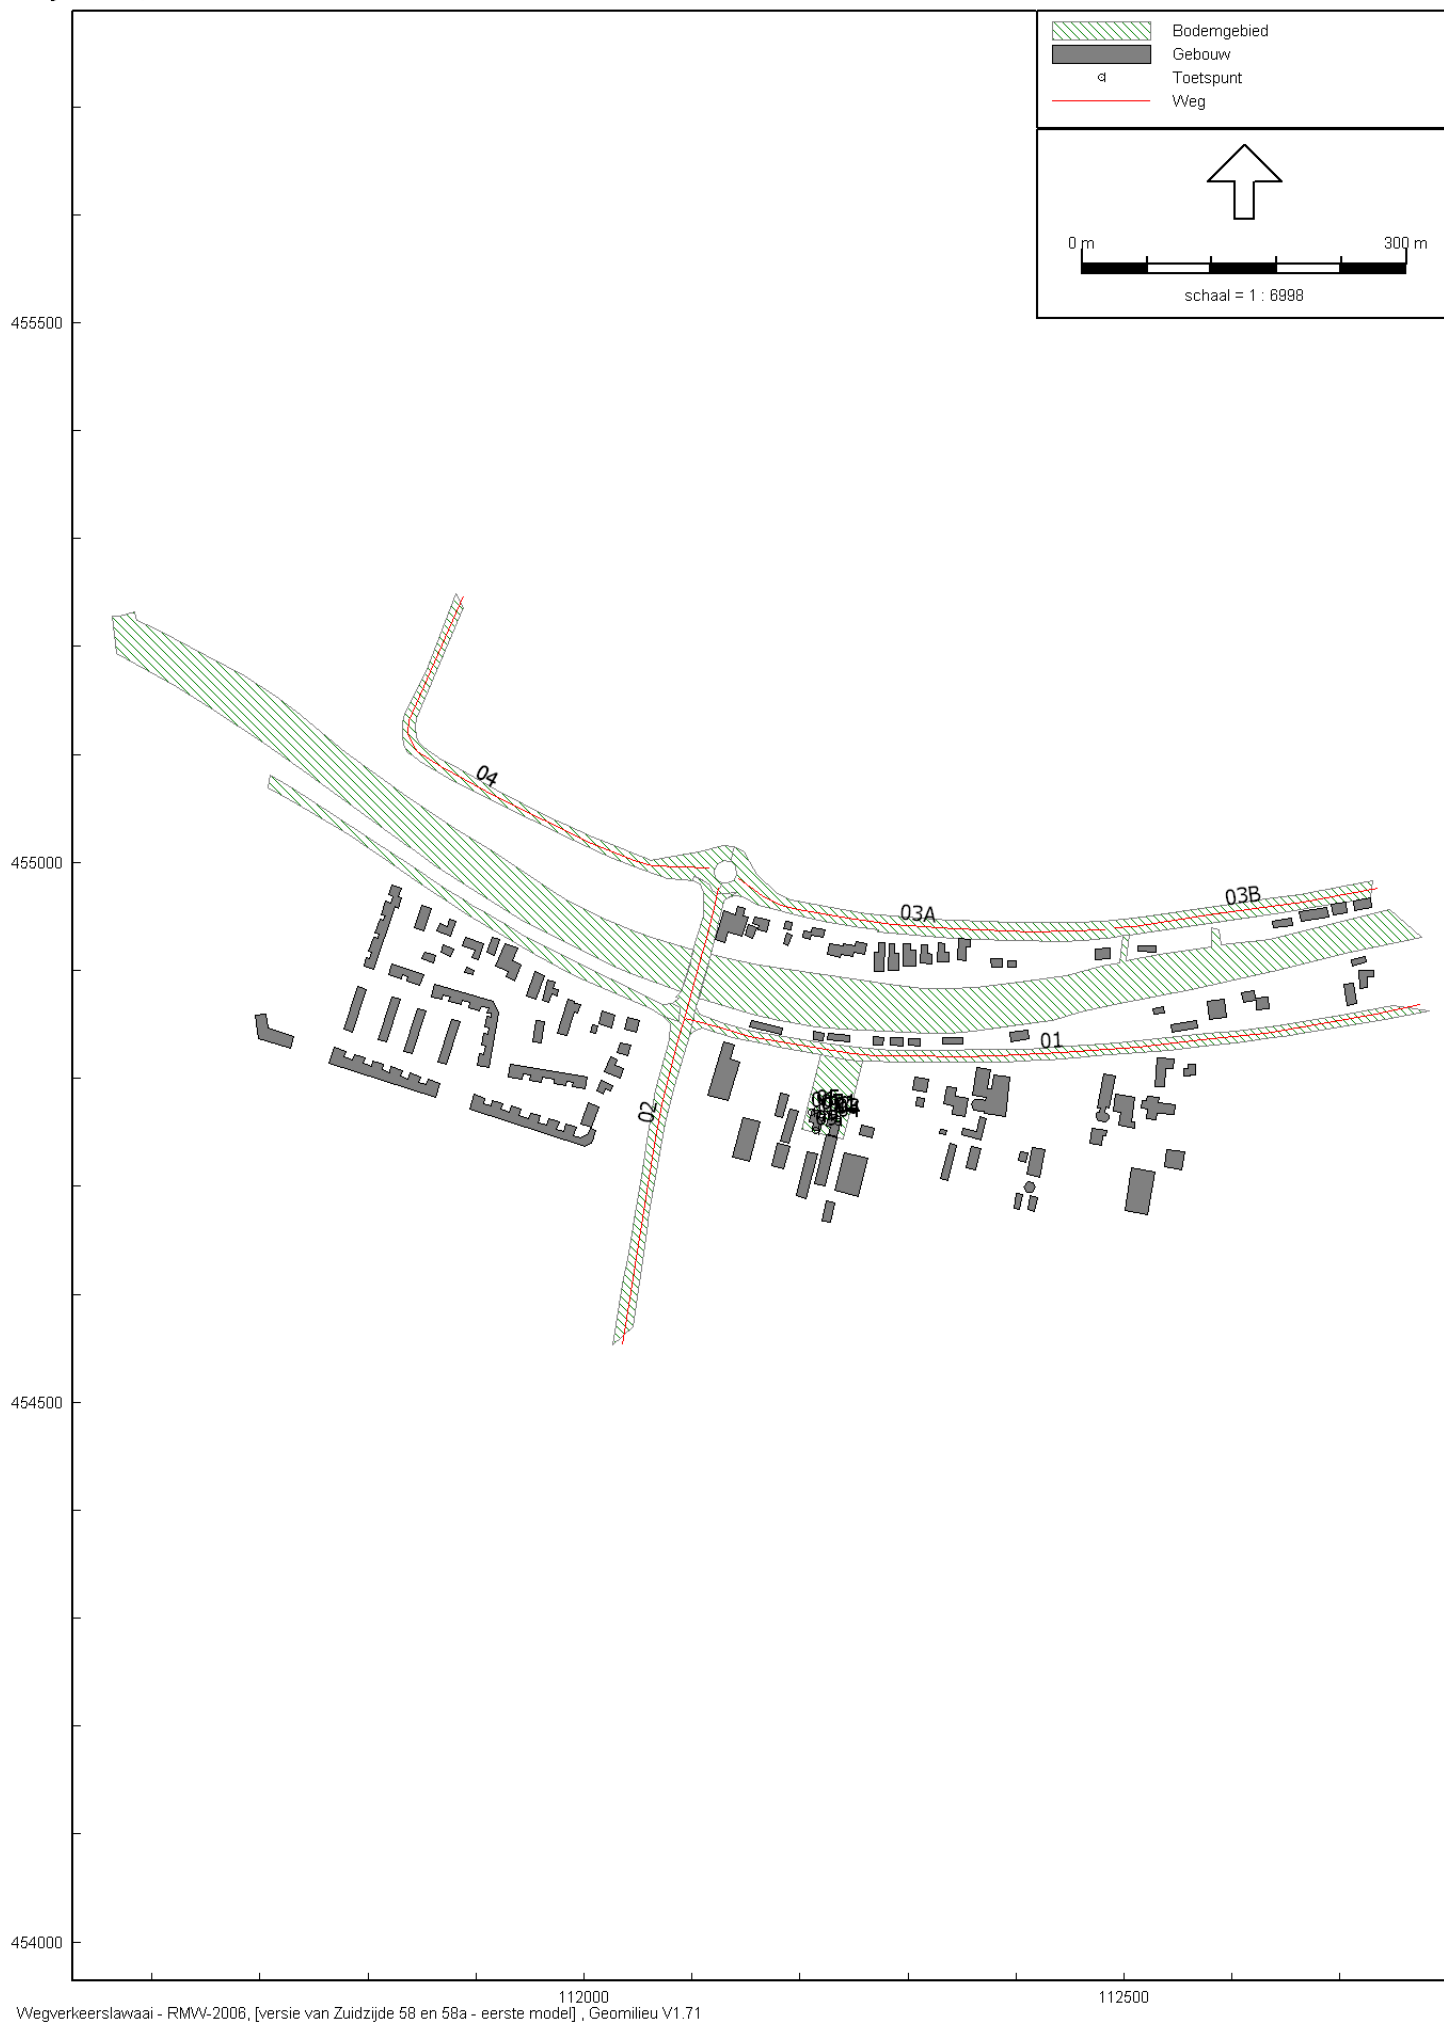 Bodemgebied
Gebouw
Toetspunt
Weg
0 m 300 m
schaal = 1 : 6998
455500
04
455000
03A
03B
01
02
454500
454000
112000
112500
Wegverkeerslawaai - RMW-2006, [versie van Zuidzijde 58 en 58a - eerste model] , Geomilieu V1.71